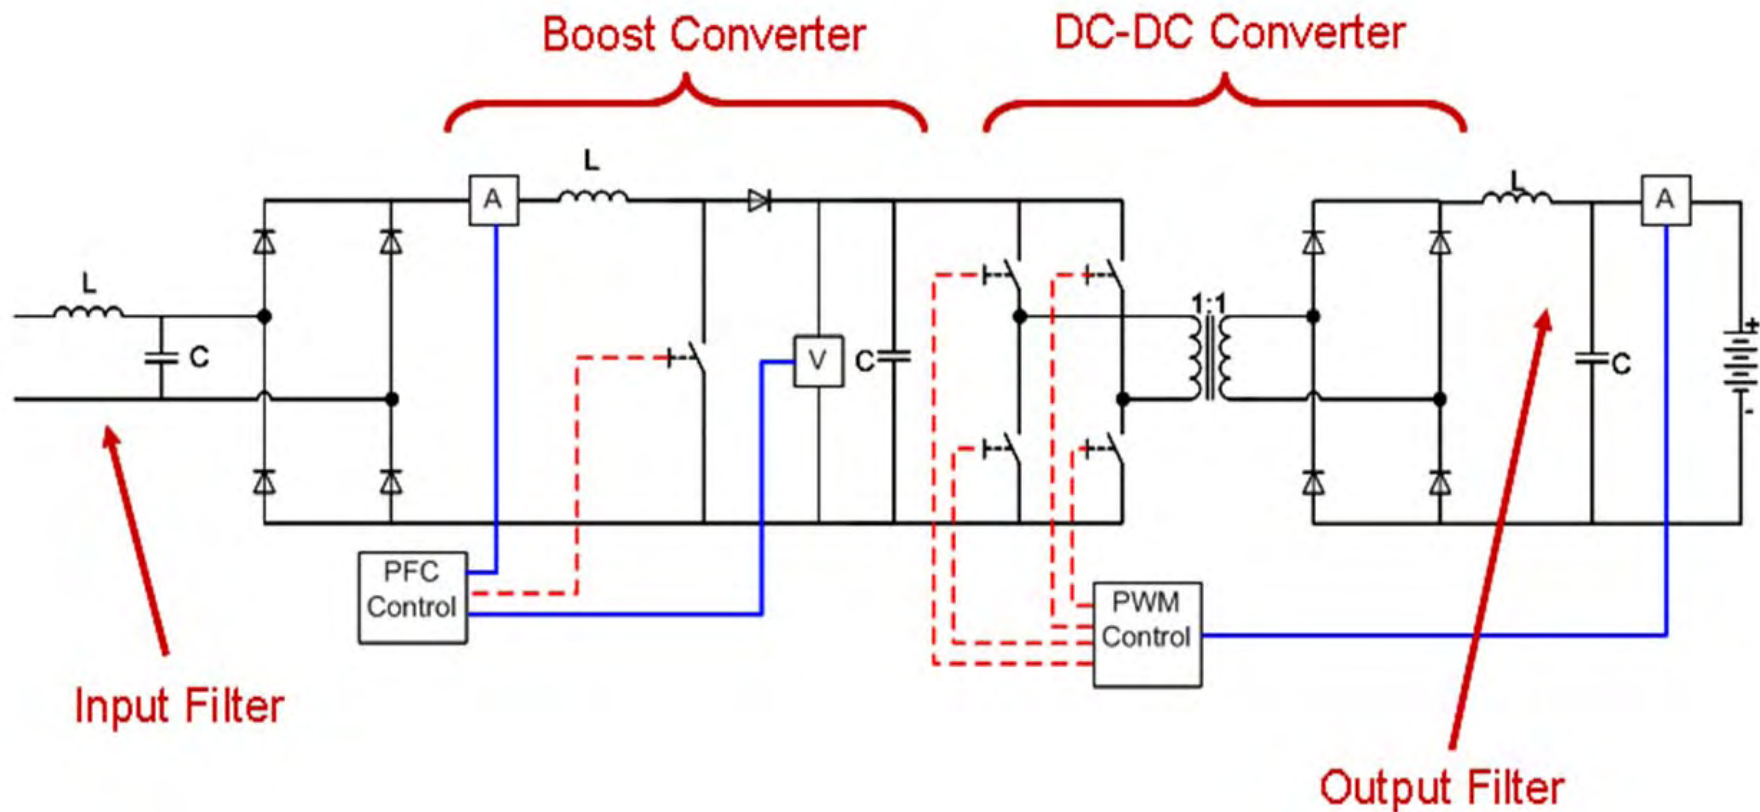 Boost Converter
DC-DC Converter
L
L
A
L
A
L
1:1
C
V
C
C
+
-
PFC
Control
PWM
Control
Input Filter
Output Filter